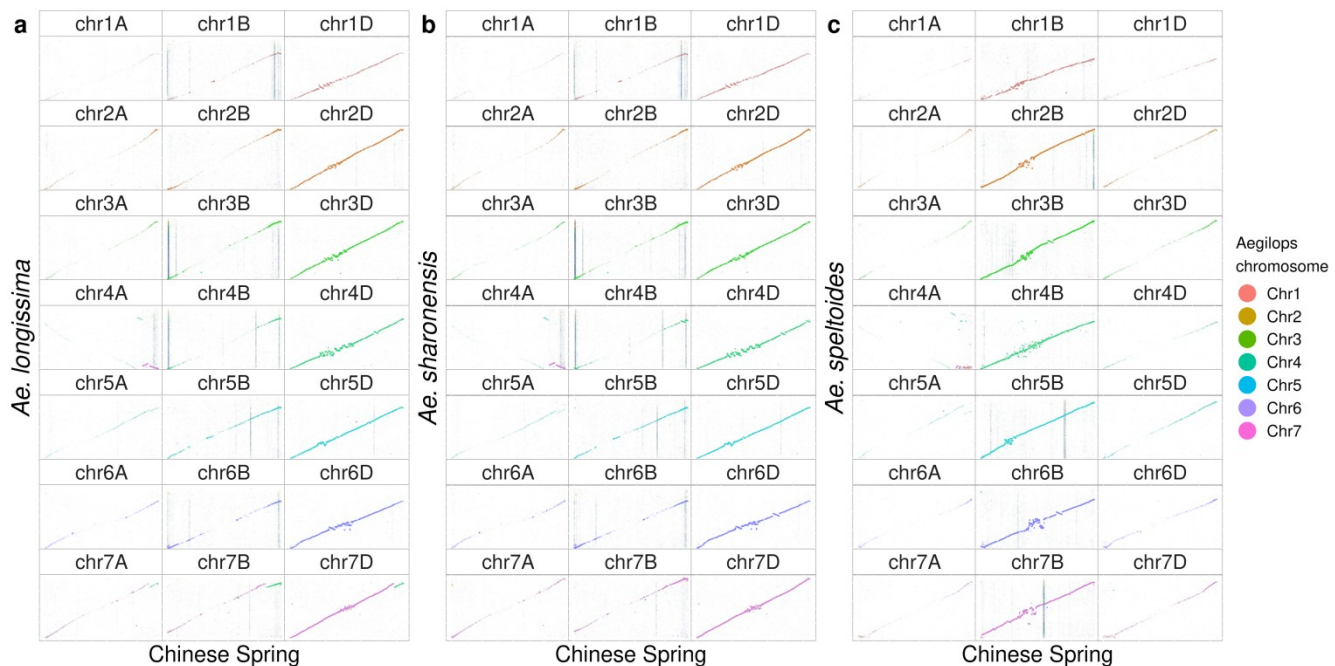 a
chr1A chr1B chr1D
chr2A chr2B chr2D
chr3A chr3B chr3D
chr4A chr4B chr4D
chr5A chr5B chr5D
chr6A chr6B chr6D
chr7A chr7B chr7D
Ae. longissima
Chinese Spring
b
chr1A chr1B chr1D
chr2A chr2B chr2D
chr3A chr3B chr3D
chr4A chr4B chr4D
chr5A chr5B chr5D
chr6A chr6B chr6D
chr7A chr7B chr7D
Ae. sharonensis
Chinese Spring
c
chr1A chr1B chr1D
chr2A chr2B chr2D
chr3A chr3B chr3D
chr4A chr4B chr4D
chr5A chr5B chr5D
chr6A chr6B chr6D
chr7A chr7B chr7D
Ae. speltoides
Chinese Spring
Aegilops
chromosome
Chr1
Chr2
Chr3
Chr4
Chr5
Chr6
Chr7